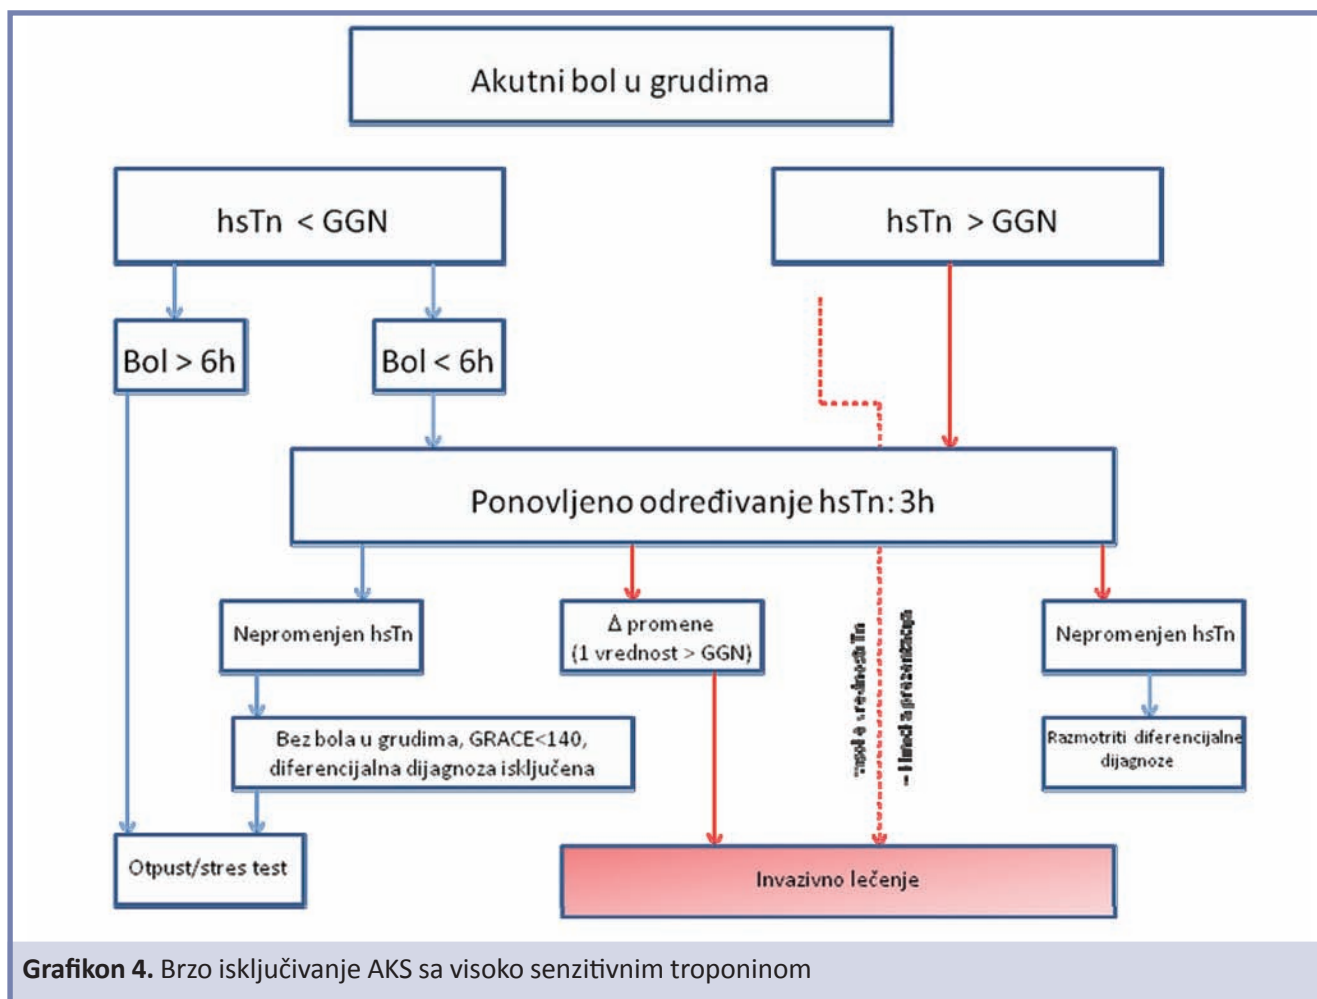 Akutni bol u grudima
hsTn < GGN
hsTn > GGN
Bol > 6h
Bol < 6h
Ponovljeno određivanje hsTn: 3h
Nepromenjen hsTn
Δ promene
(1 vrednost > GGN)
Nepromenjen hsTn
Bez bola u grudima, GRACE<140,
diferencijalna dijagnoza isključena
Razmotriti diferencijalne
dijagnoze
Otpust/stres test
Invazivno lečenje
Grafikon 4. Brzo isključivanje AKS sa visoko senzitivnim troponinom